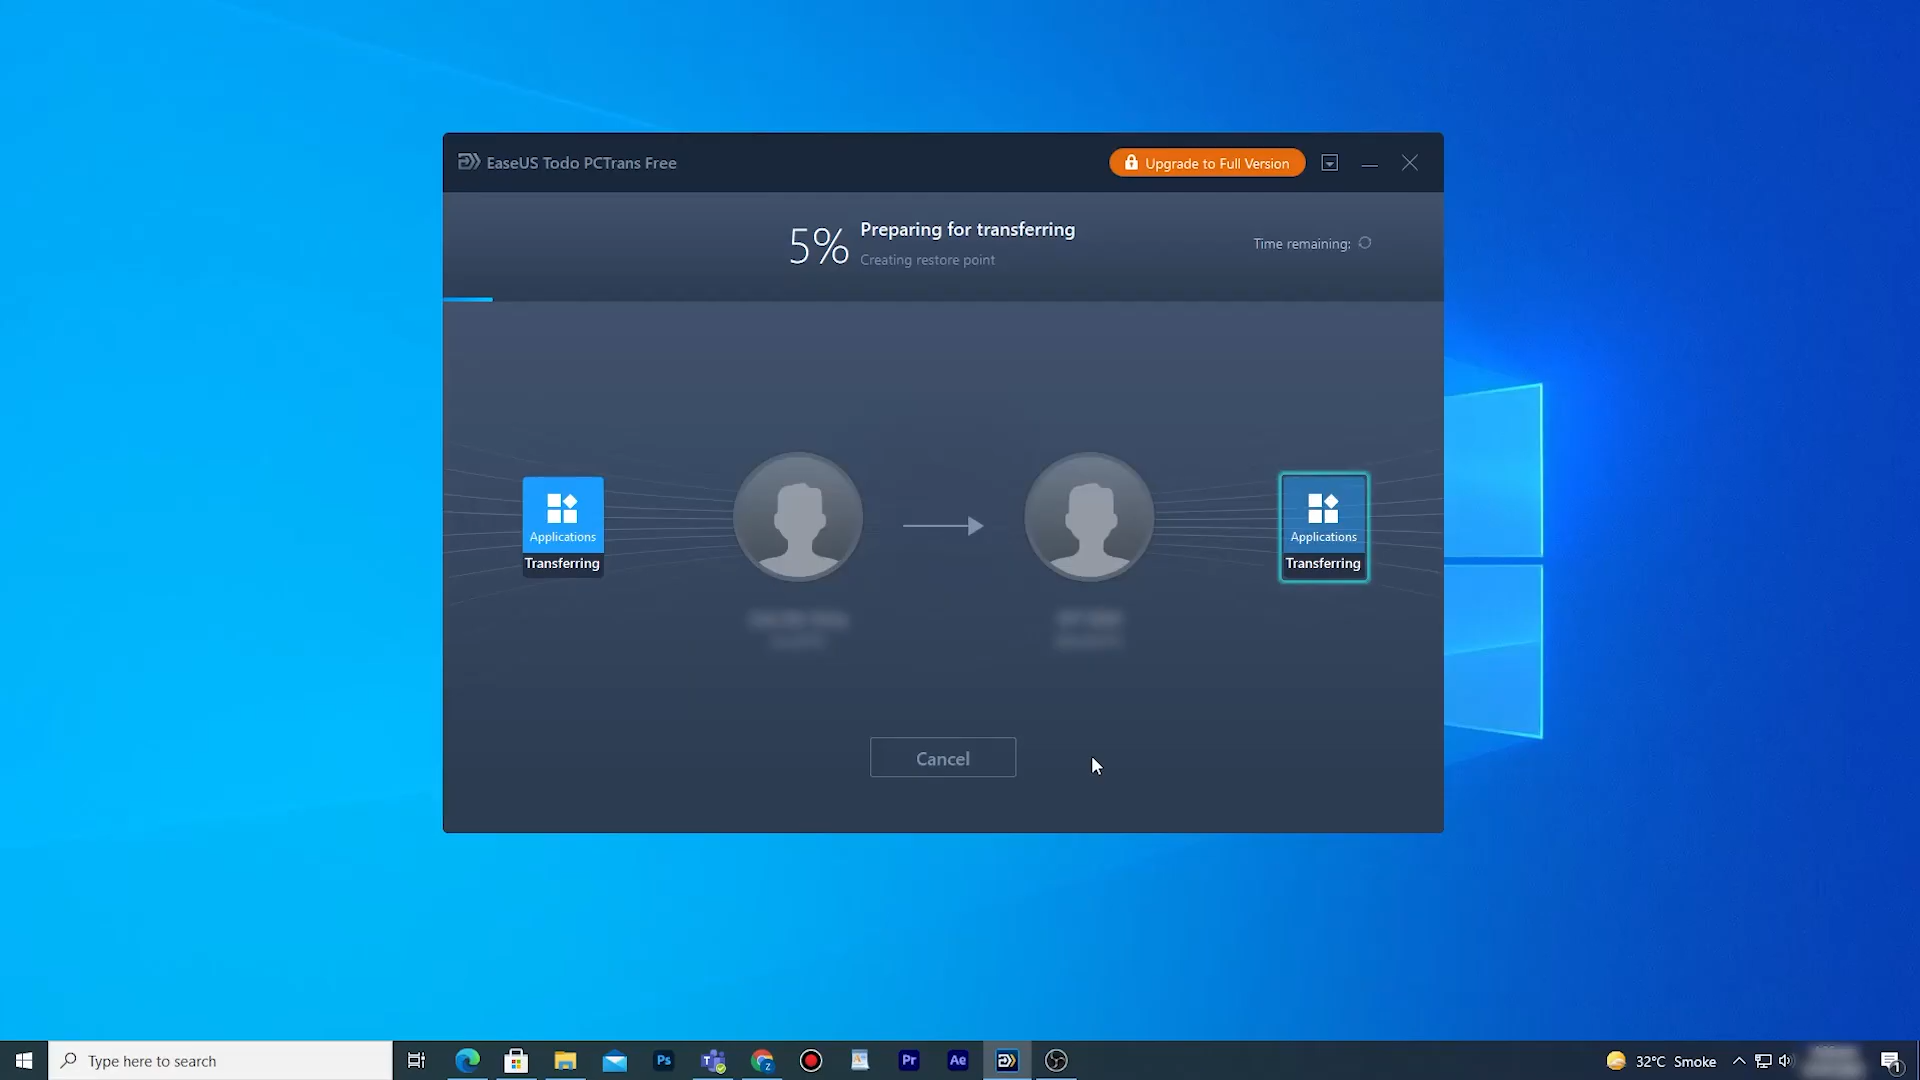 EaseUS Todo PCTrans Free
Upgrade to Full Version
5%
Preparing for transferring
Creating restore point
Time remaining:
Applications
Transferring
Applications
Transferring
Cancel
Type here to search
Ps
Pr
Ae
32°C Smoke
1